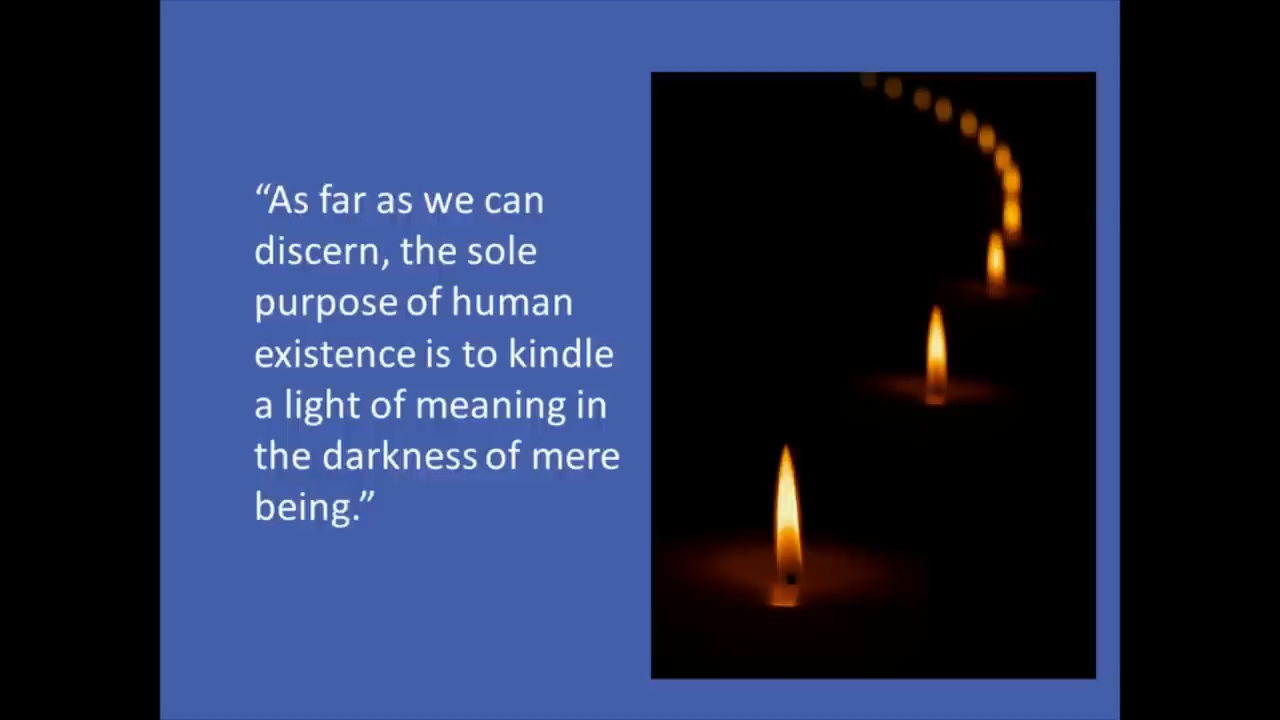 “As far as we can
discern, the sole
purpose of human
existence is to kindle
a light of meaning in
the darkness of mere
being.”